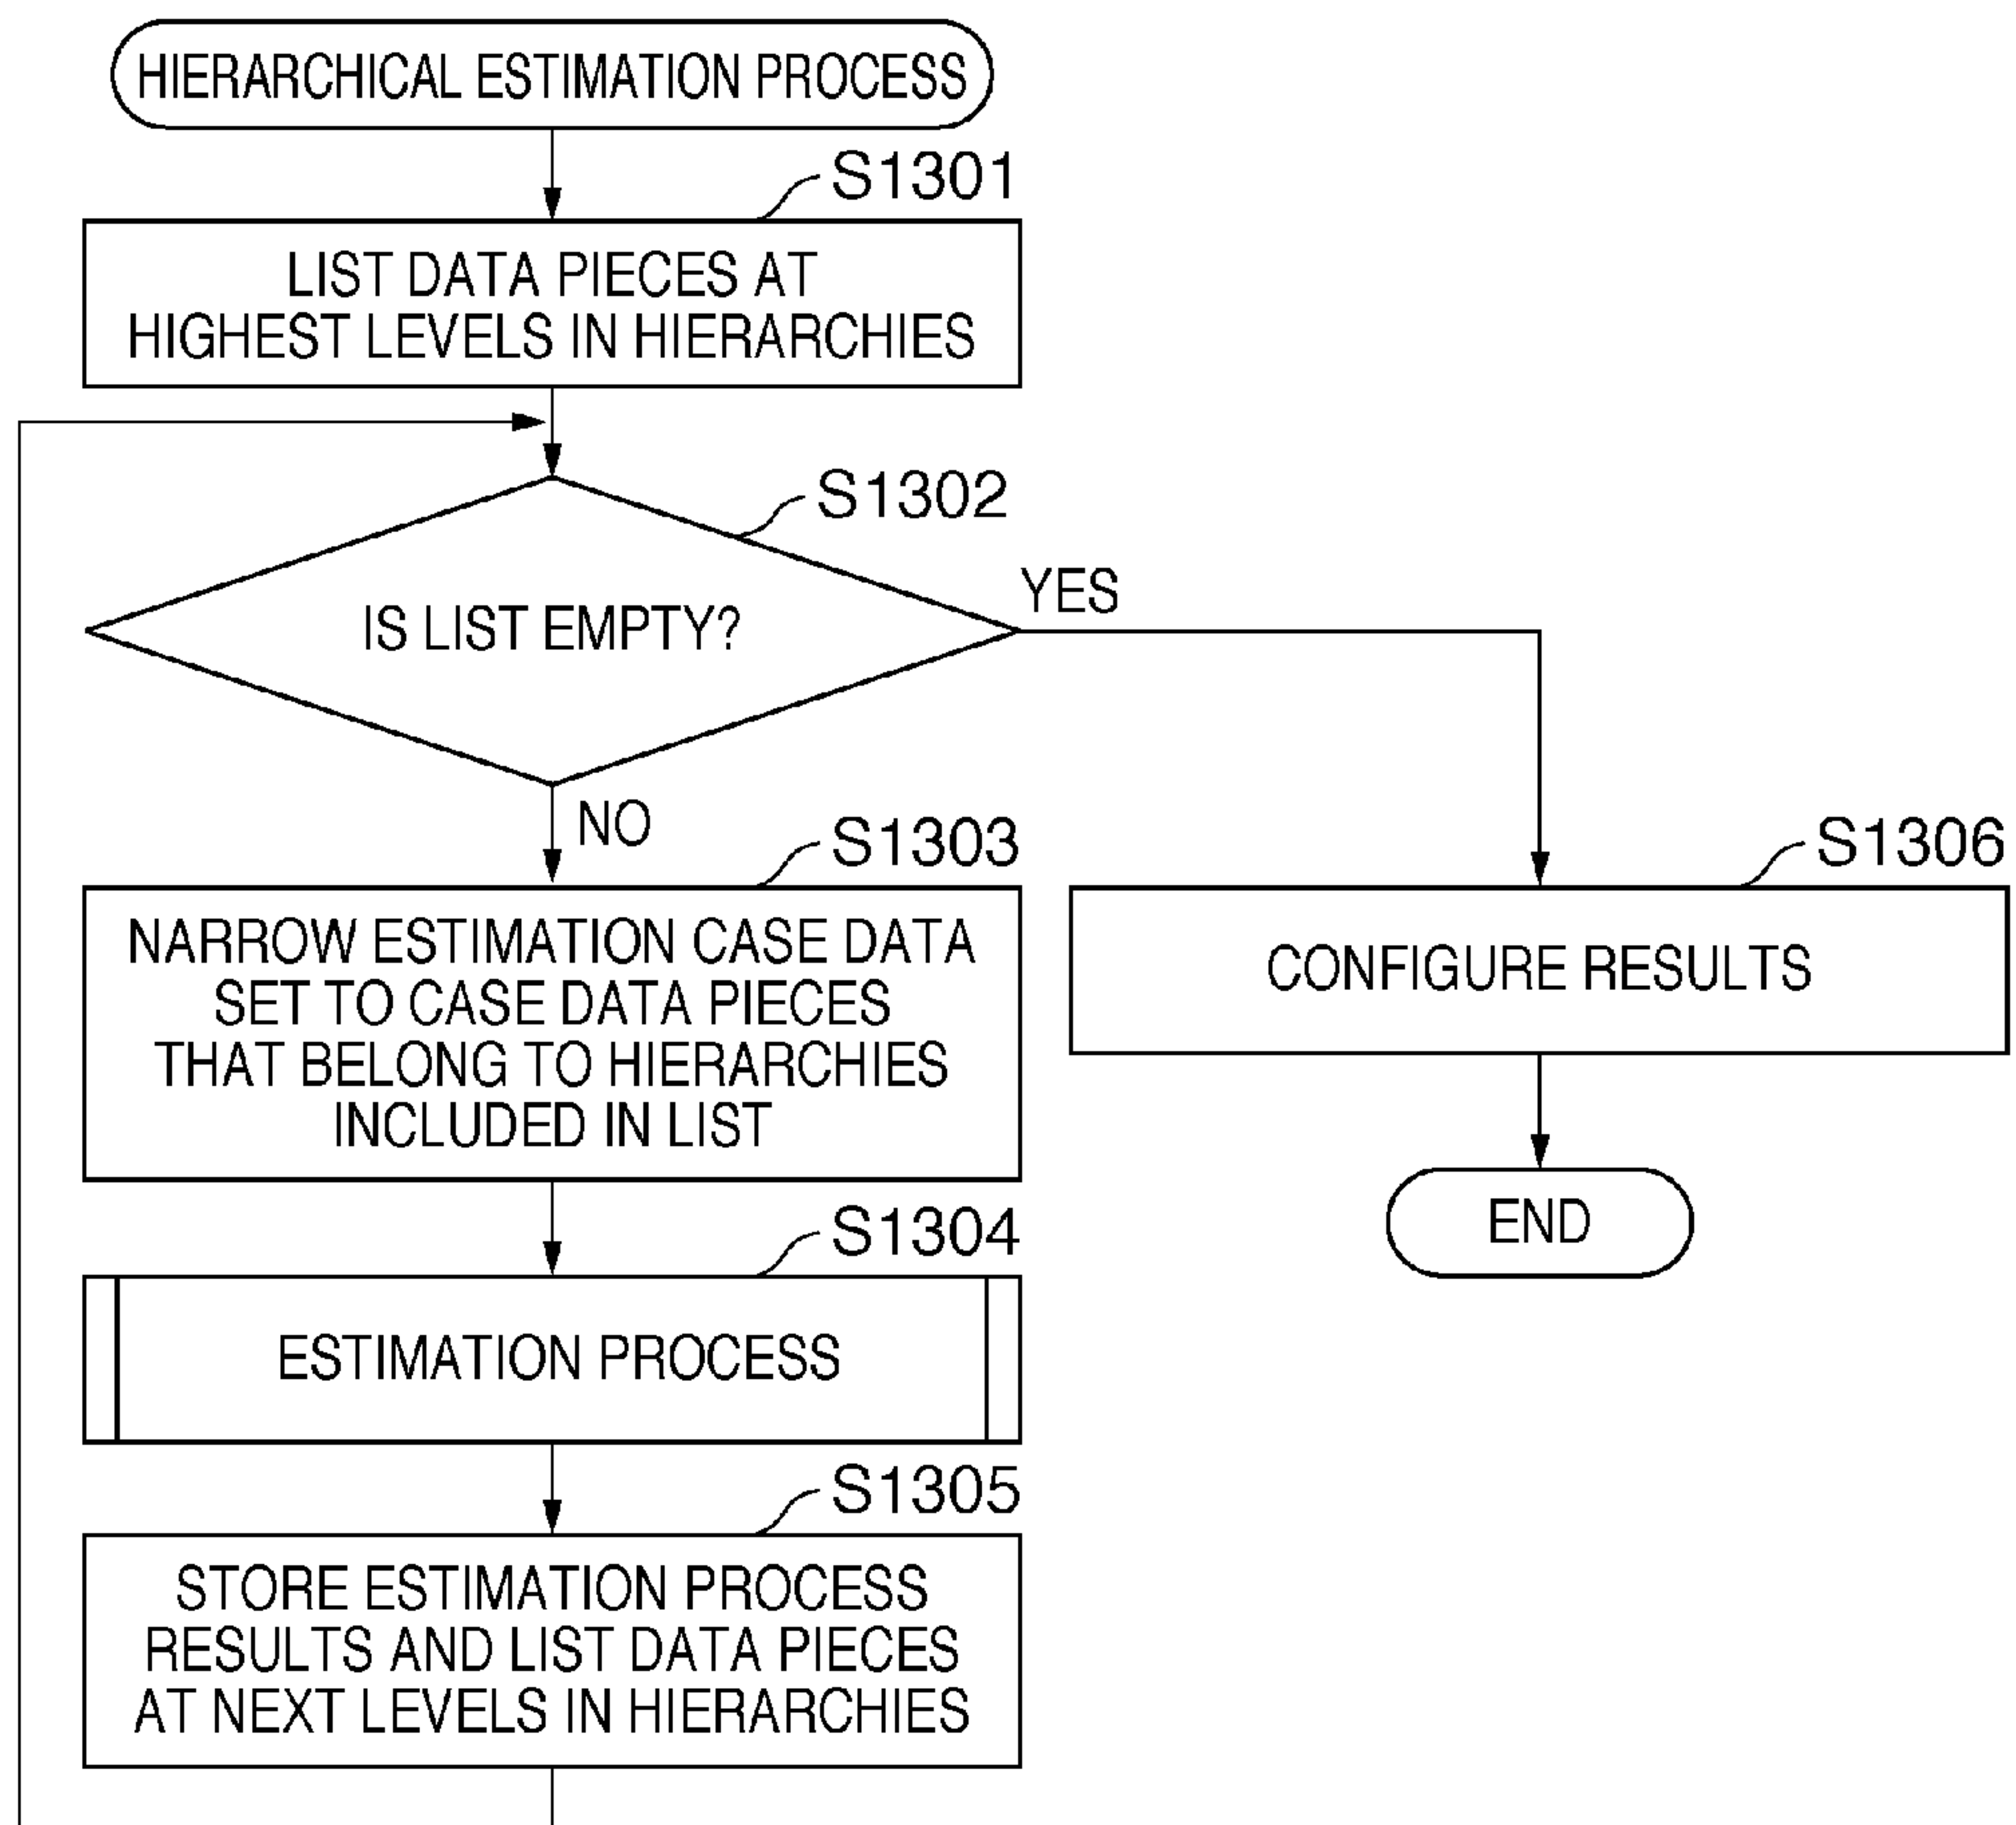 HIERARCHICAL ESTIMATION PROCESS
S1301
LIST DATA PIECES AT
HIGHEST LEVELS IN HIERARCHIES
S1302
IS LIST EMPTY?
YES
NO
S1303
NARROW ESTIMATION CASE DATA
SET TO CASE DATA PIECES
THAT BELONG TO HIERARCHIES
INCLUDED IN LIST
S1304
ESTIMATION PROCESS
S1305
STORE ESTIMATION PROCESS
RESULTS AND LIST DATA PIECES
AT NEXT LEVELS IN HIERARCHIES
S1306
CONFIGURE RESULTS
END